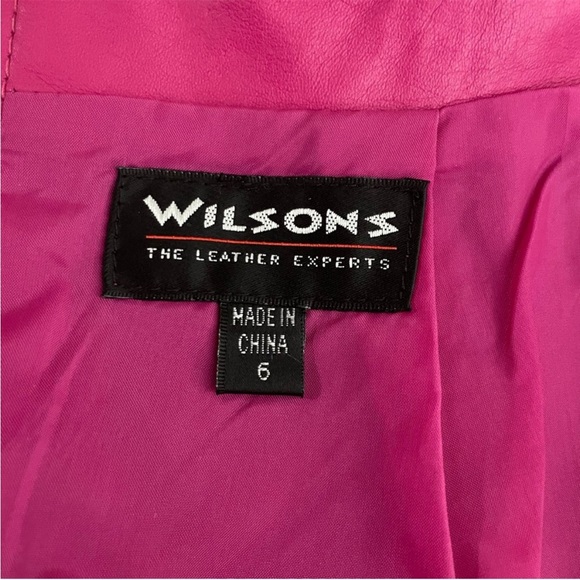 WILSONS
THE LEATHER EXPERTS
MADE IN
CHINA
6